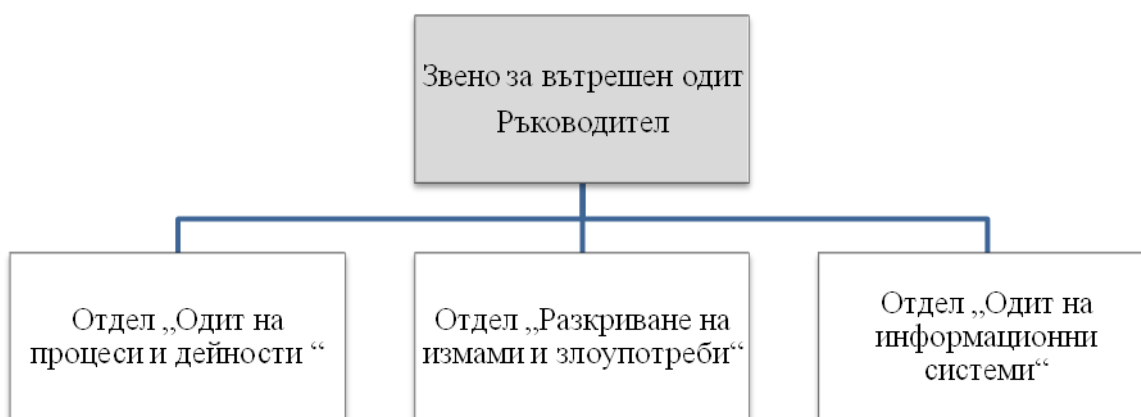 Звено за вътрешен одит
Ръководител
Отдел „Одит на
процеси и дейности “
Отдел „Разкриване на
измами и злоупотреби“
Отдел „Одит на
информационни
системи“